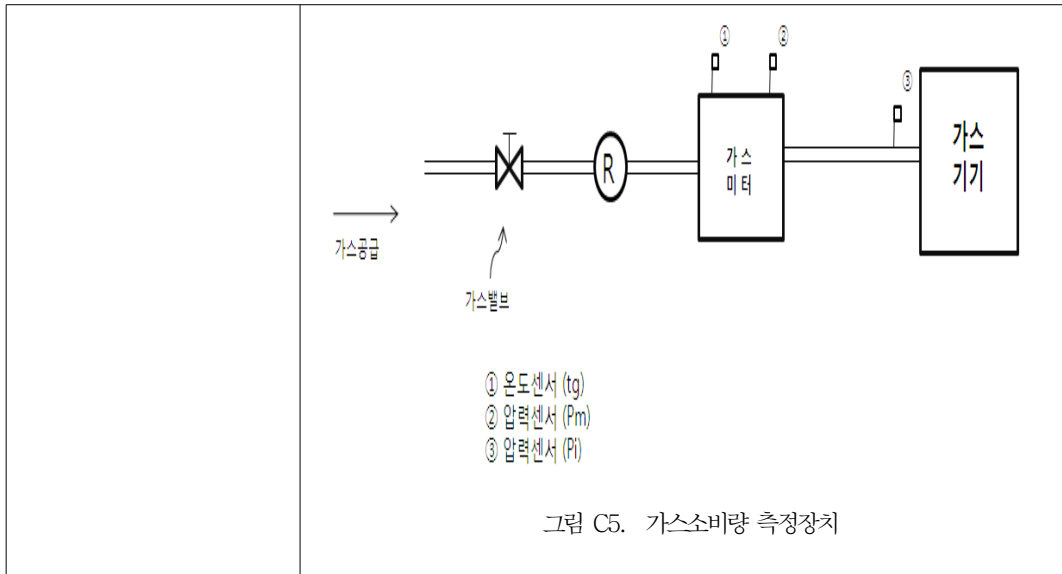 ①
②
③
R
가 스
미 터
가스
기기
가스공급
가스밸브
① 온도센서 (tg)
② 압력센서 (Pm)
③ 압력센서 (Pi)
그림 C5. 가스소비량 측정장치